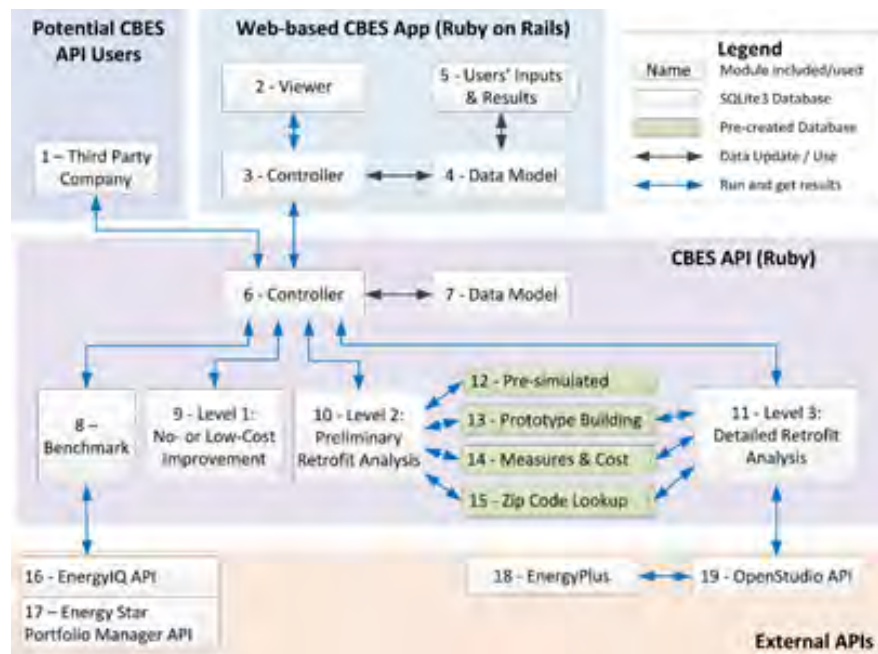 Potential CBES
API Users
Web-based CBES App (Ruby on Rails)
Legend
Name
Module included/used
SQLite3 Database
Pre-created Database
Data Update / Use
Run and get results
2 - Viewer
5 - Users' Inputs
& Results
1 – Third Party
Company
3 - Controller
4 - Data Model
CBES API (Ruby)
6 - Controller
7 - Data Model
8 –
Benchmark
9 - Level 1:
No- or Low-Cost
Improvement
10 - Level 2:
Preliminary
Retrofit Analysis
12 - Pre-simulated
13 - Prototype Building
14 - Measures & Cost
15 - Zip Code Lookup
11 - Level 3:
Detailed Retrofit
Analysis
16 - EnergyIQ API
17 – Energy Star
Portfolio Manager API
18 - EnergyPlus
19 - OpenStudio API
External APIs